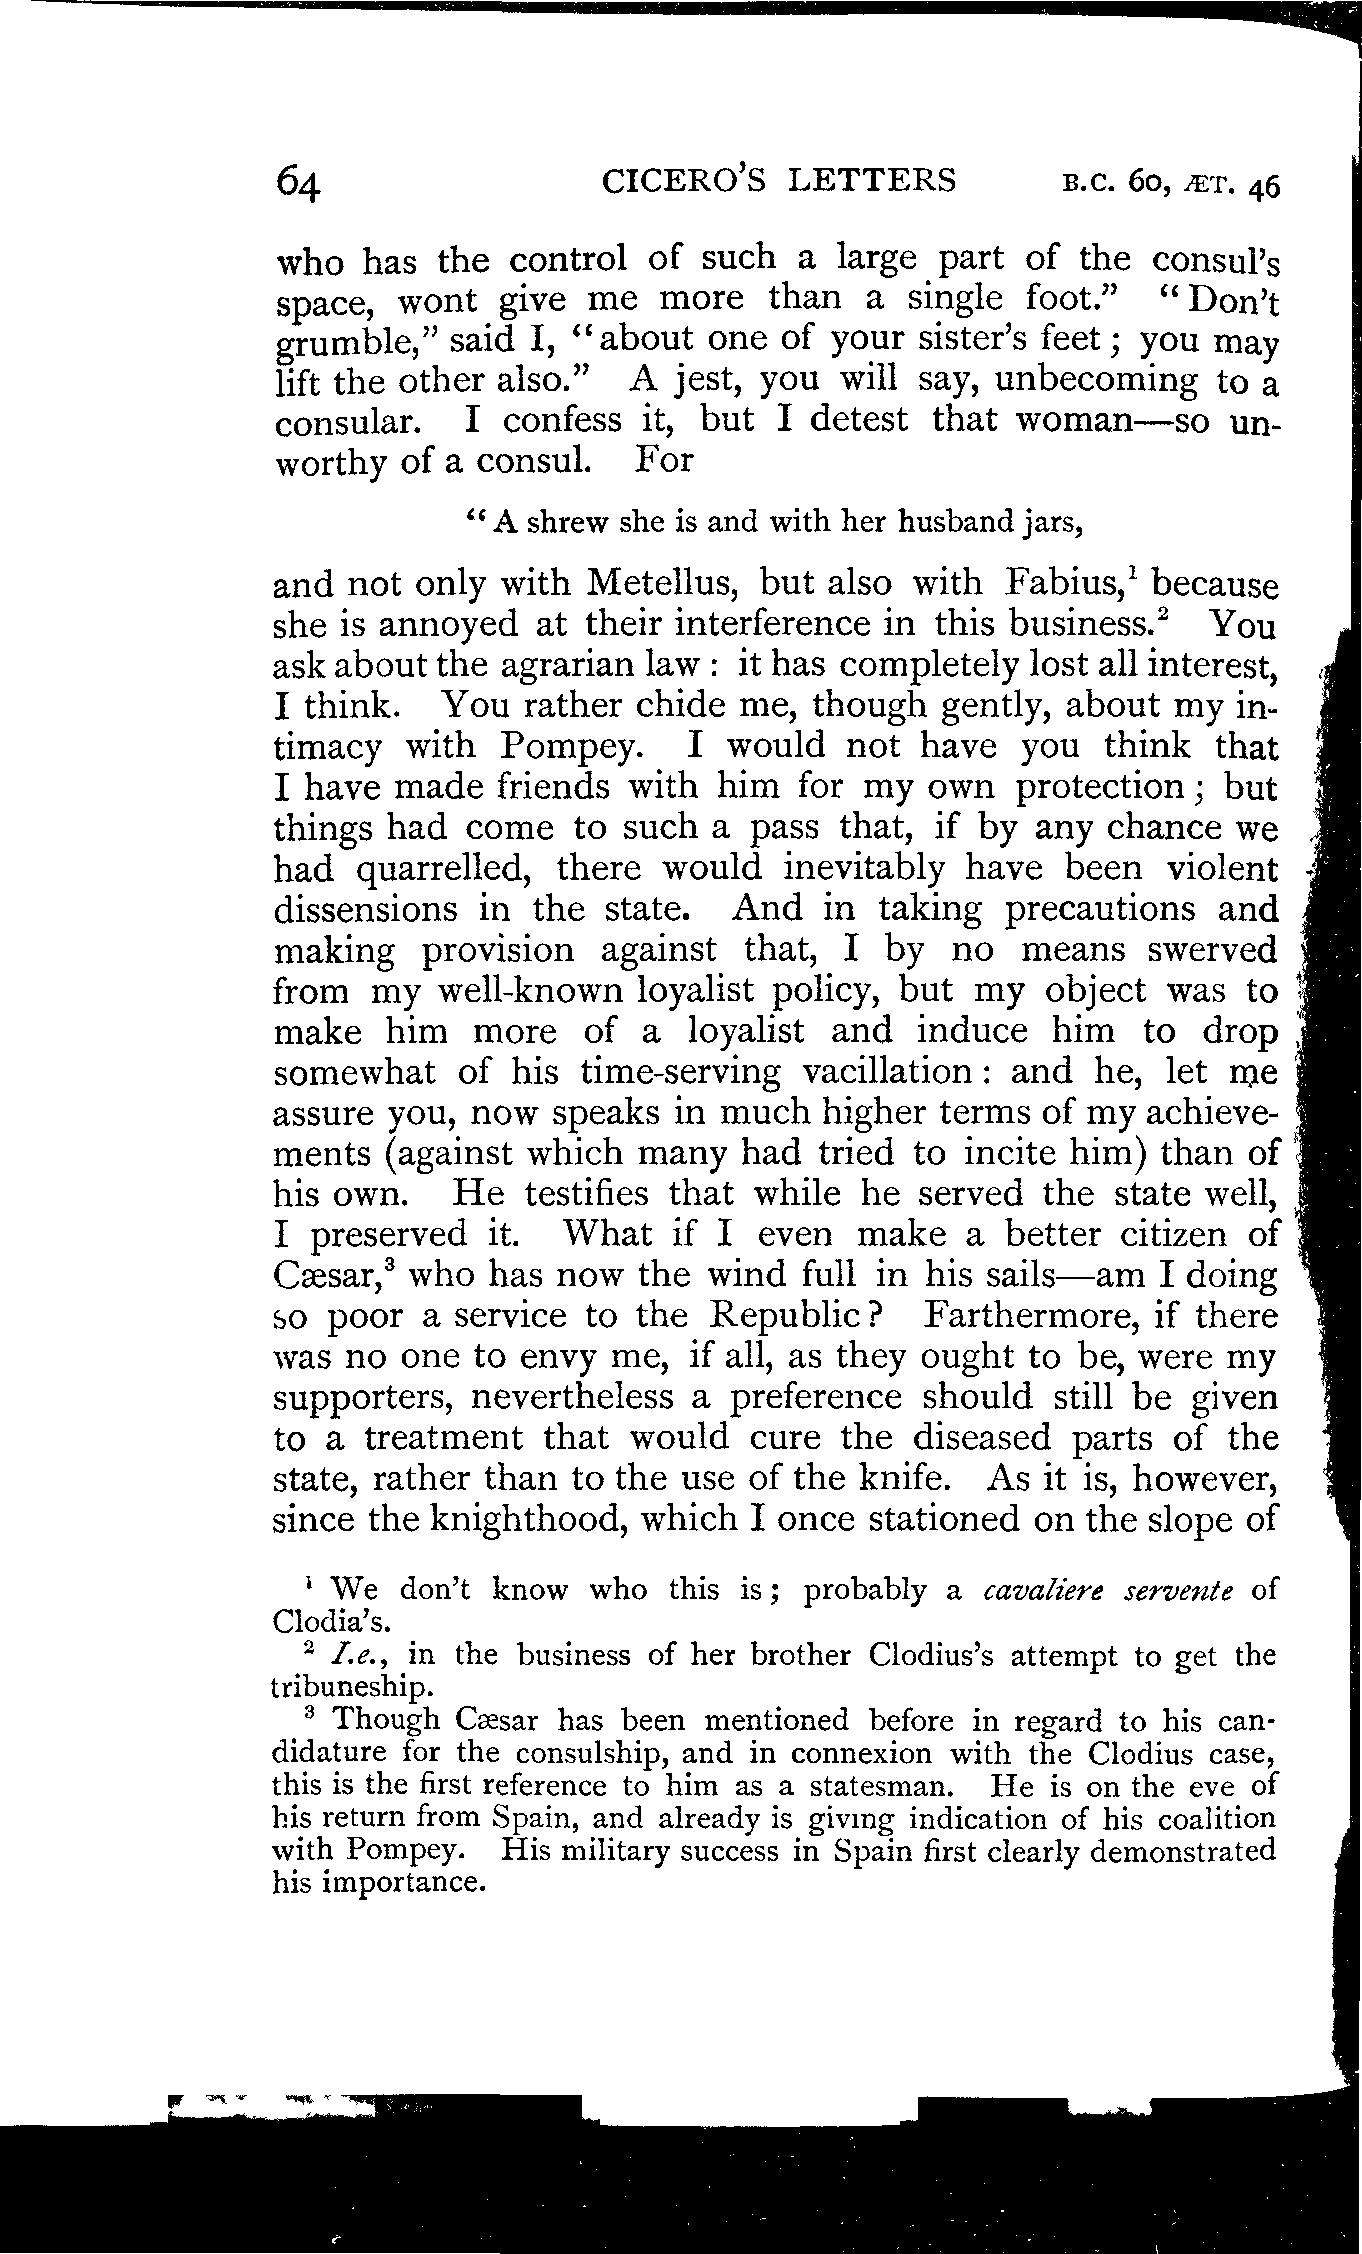 64 CICERO'S LETTERS B.C. 60, ÆT. 46
who has the control of such a large part of the consul's
space, wont give me more than a single foot." "Don't
grumble," said I, "about one of your sister's feet; you may
lift the other also." A jest, you will say, unbecoming to a
consular. I confess it, but I detest that woman—so un-
worthy of a consul. For
"A shrew she is and with her husband jars,
and not only with Metellus, but also with Fabius,¹ because
she is annoyed at their interference in this business.² You
ask about the agrarian law: it has completely lost all interest,
I think. You rather chide me, though gently, about my in-
timacy with Pompey. I would not have you think that
I have made friends with him for my own protection; but
things had come to such a pass that, if by any chance we
had quarrelled, there would inevitably have been violent
dissensions in the state. And in taking precautions and
making provision against that, I by no means swerved
from my well-known loyalist policy, but my object was to
make him more of a loyalist and induce him to drop
somewhat of his time-serving vacillation: and he, let me
assure you, now speaks in much higher terms of my achieve-
ments (against which many had tried to incite him) than of
his own. He testifies that while he served the state well,
I preserved it. What if I even make a better citizen of
Cæsar,³ who has now the wind full in his sails—am I doing
so poor a service to the Republic? Farthermore, if there
was no one to envy me, if all, as they ought to be, were my
supporters, nevertheless a preference should still be given
to a treatment that would cure the diseased parts of the
state, rather than to the use of the knife. As it is, however,
since the knighthood, which I once stationed on the slope of
¹ We don't know who this is; probably a cavaliere servente of
Clodia's.
² I.e., in the business of her brother Clodius's attempt to get the
tribuneship.
³ Though Cæsar has been mentioned before in regard to his can-
didature for the consulship, and in connexion with the Clodius case,
this is the first reference to him as a statesman. He is on the eve of
his return from Spain, and already is giving indication of his coalition
with Pompey. His military success in Spain first clearly demonstrated
his importance.